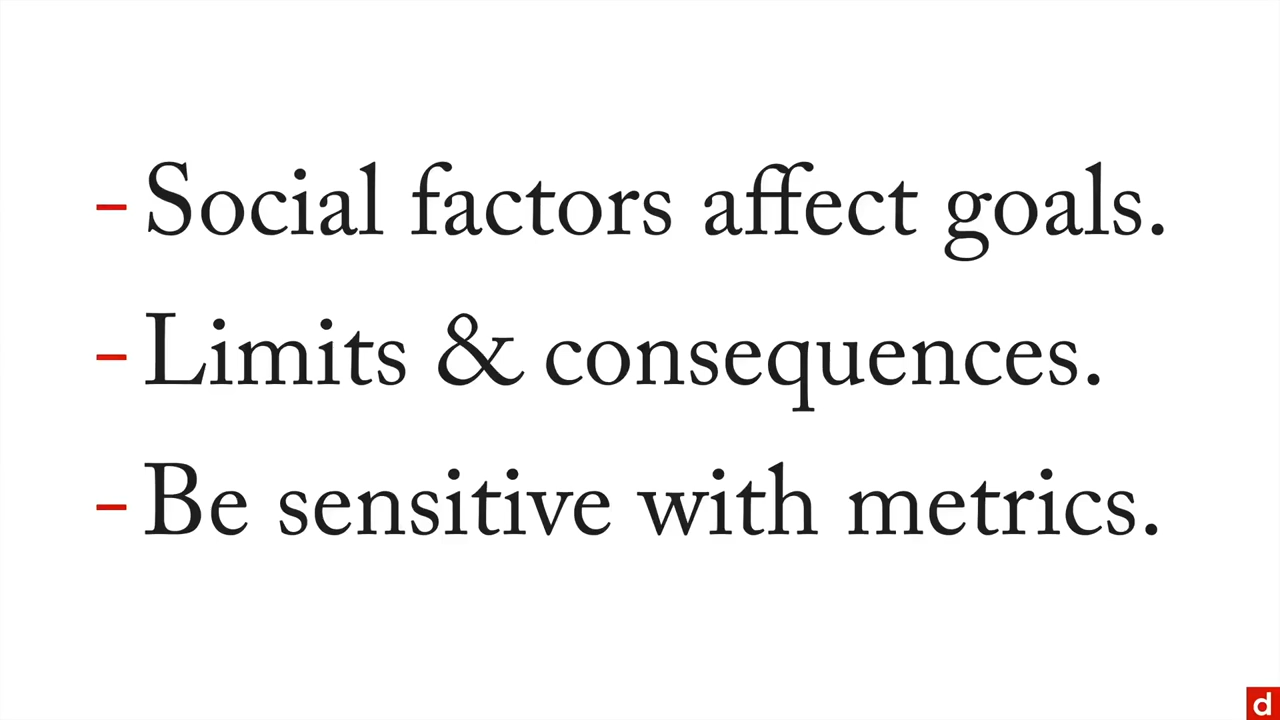 - Social factors affect goals.
- Limits & consequences.
- Be sensitive with metrics.
d